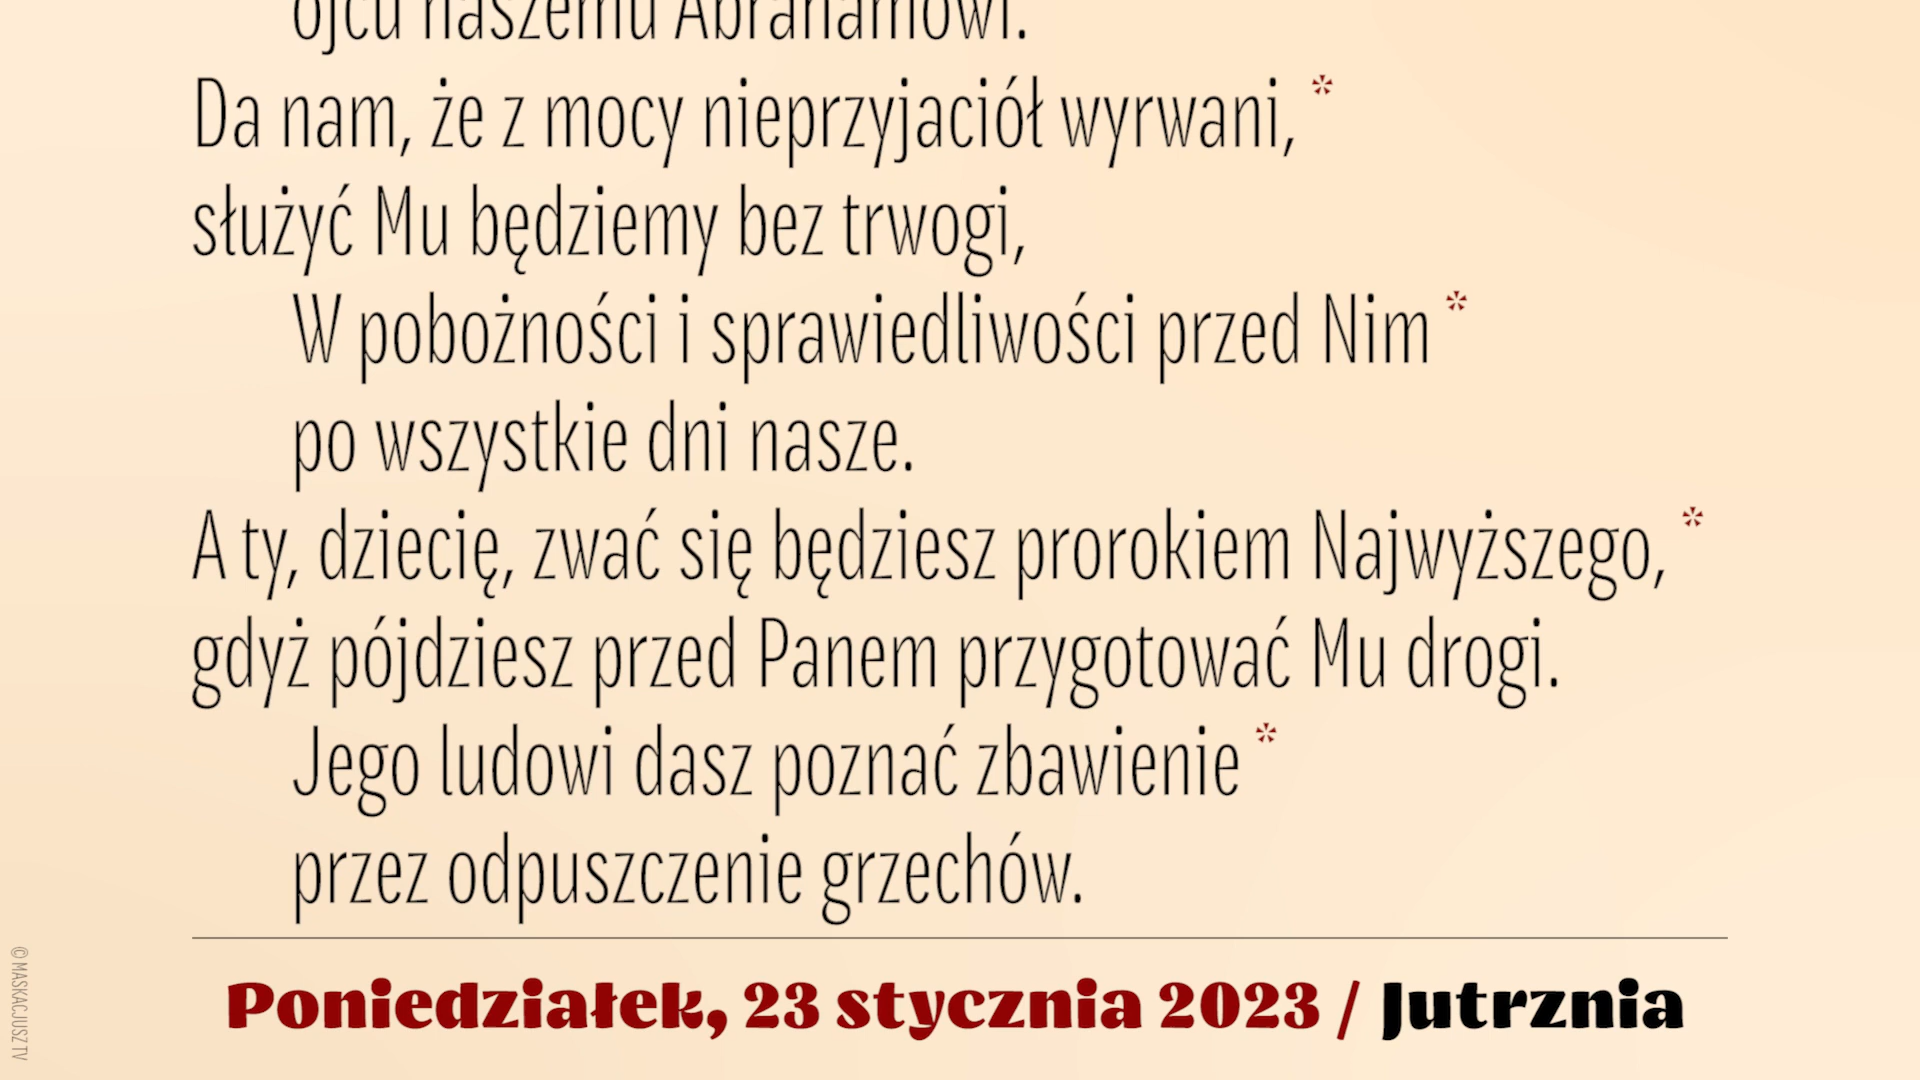 ojcu naszemu Abrahamowi.
Da nam, że z mocy nieprzyjaciół wyrwani, *
służyć Mu będziemy bez trwogi,
W pobożności i sprawiedliwości przed Nim *
po wszystkie dni nasze.
A ty, dziecię, zwać się będziesz prorokiem Najwyższego, *
gdyż pójdziesz przed Panem przygotować Mu drogi.
Jego ludowi dasz poznać zbawienie *
przez odpuszczenie grzechów.
Poniedziałek, 23 stycznia 2023 / Jutrznia
© MASKACJUSZ TV